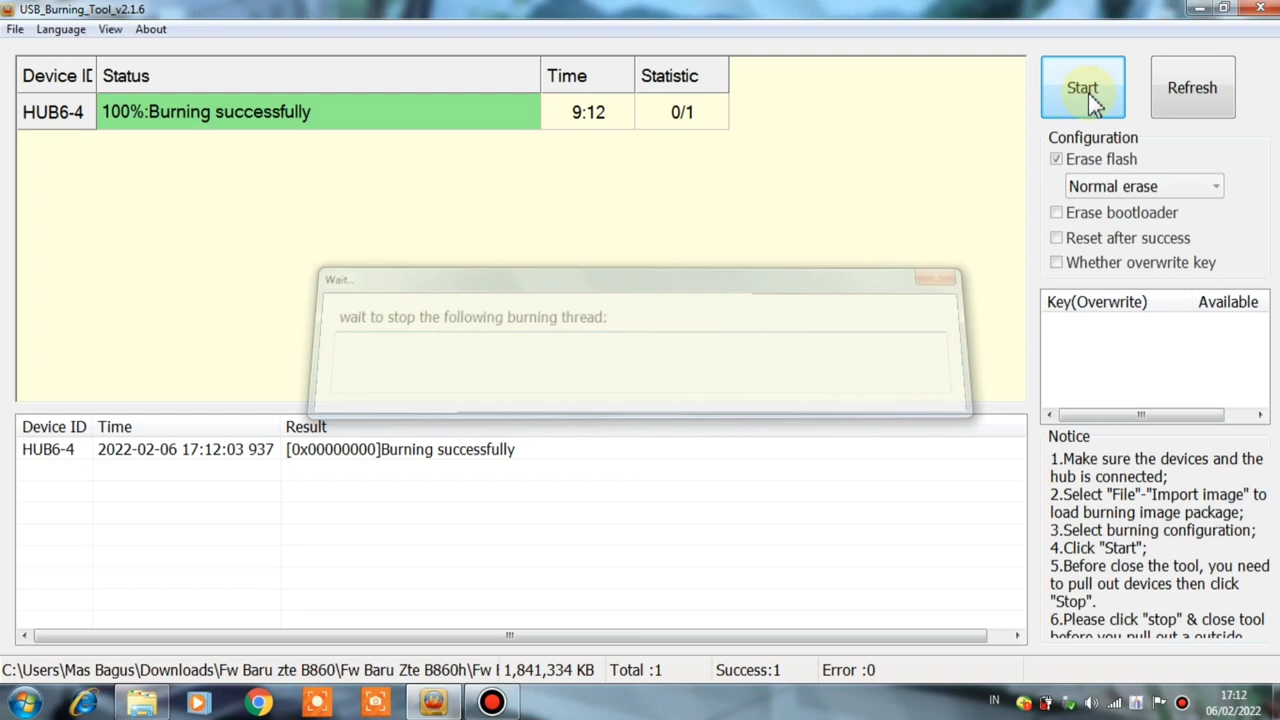 USB_Burning_Tool_v2.1.6
File Language View About
Device ID Status Time Statistic
HUB6-4 100%:Burning successfully 9:12 0/1
Start Refresh
Configuration
Erase flash
Normal erase
Erase bootloader
Reset after success
Whether overwrite key
Wait...
wait to stop the following burning thread:
Key(Overwrite) Available
Device ID Time Result
HUB6-4 2022-02-06 17:12:03 937 [0x00000000]Burning successfully
Notice
1.Make sure the devices and the
hub is connected;
2.Select "File"-"Import image" to
load burning image package;
3.Select burning configuration;
4.Click "Start";
5.Before close the tool, you need
to pull out devices then click
"Stop".
6.Please click "stop" & close tool
before you pull out a outside
C:\Users\Mas Bagus\Downloads\Fw Baru zte B860\Fw Baru Zte B860h\Fw 1,841,334 KB Total :1 Success:1 Error :0
IN 17:12
06/02/2022